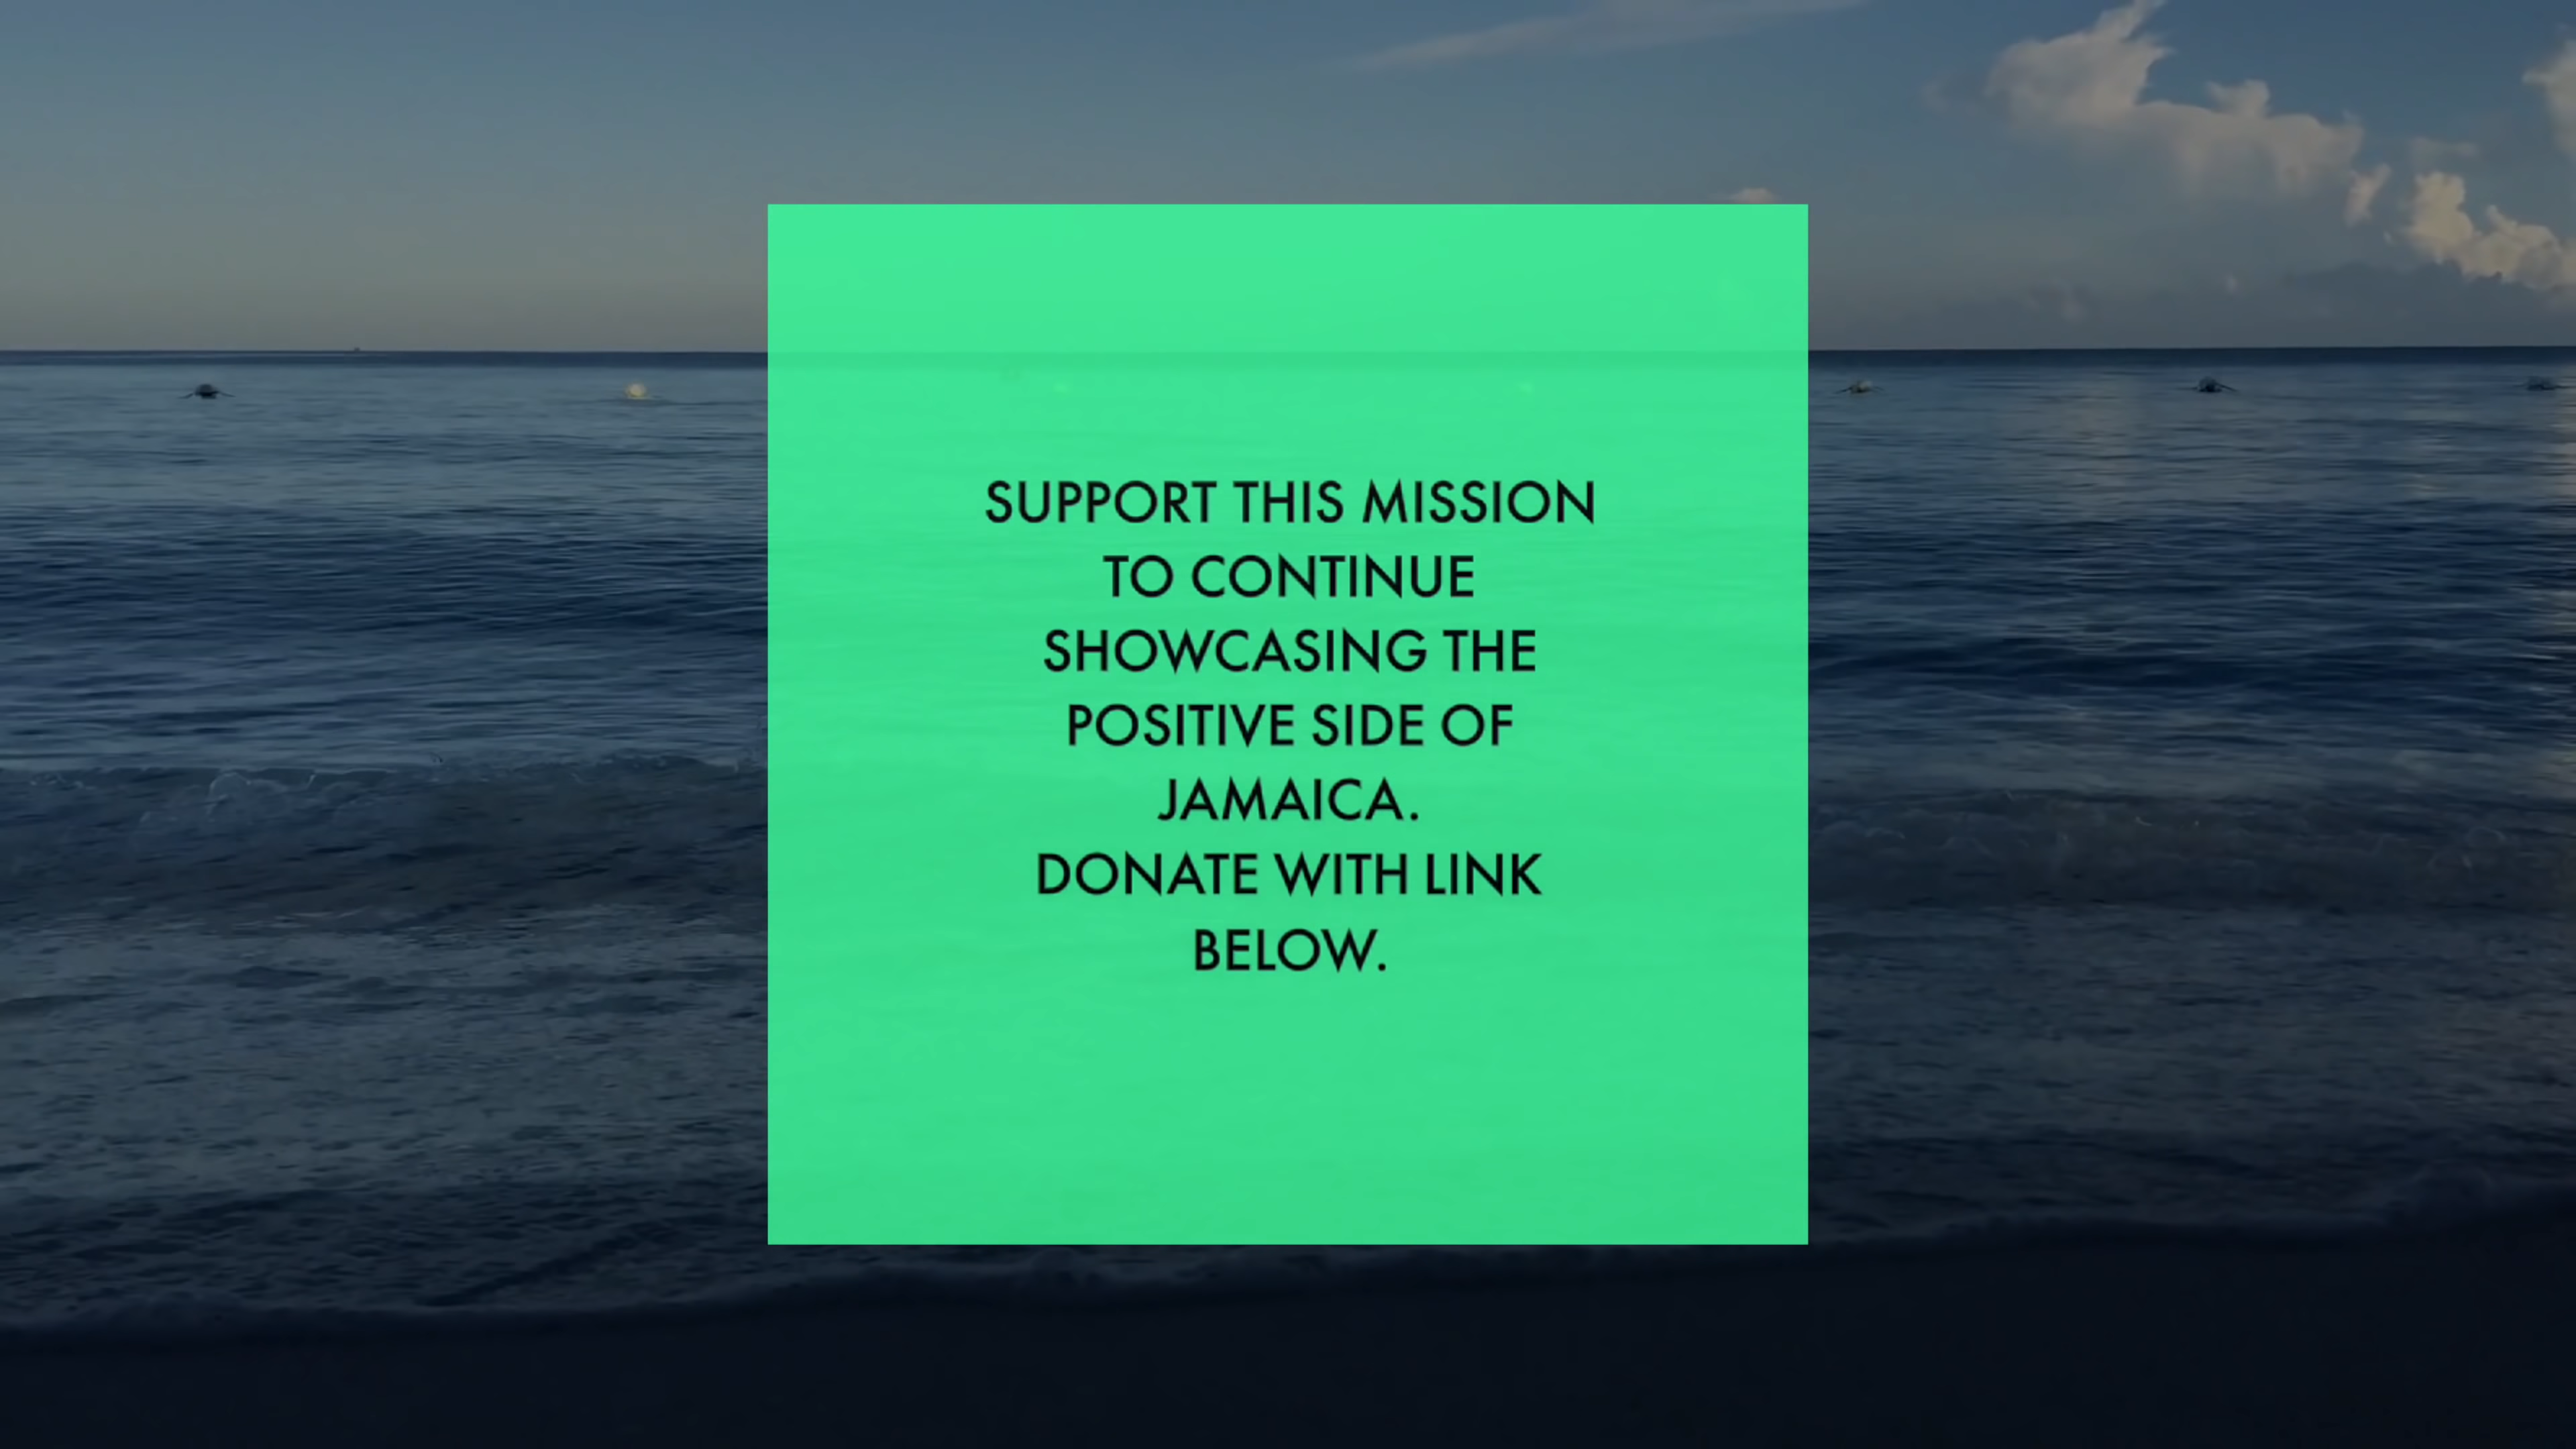 SUPPORT THIS MISSION
TO CONTINUE
SHOWCASING THE
POSITIVE SIDE OF
JAMAICA.
DONATE WITH LINK
BELOW.